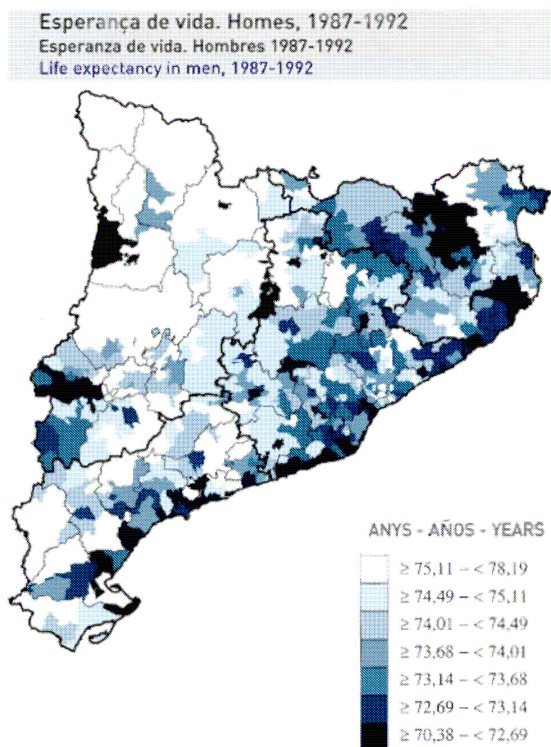 Esperança de vida. Homes, 1987-1992
Esperanza de vida. Hombres 1987-1992
Life expectancy in men, 1987-1992
ANYS - AÑOS - YEARS
≥ 75,11 – < 78,19
≥ 74,49 – < 75,11
≥ 74,01 – < 74,49
≥ 73,68 – < 74,01
≥ 73,14 – < 73,68
≥ 72,69 – < 73,14
≥ 70,38 – < 72,69